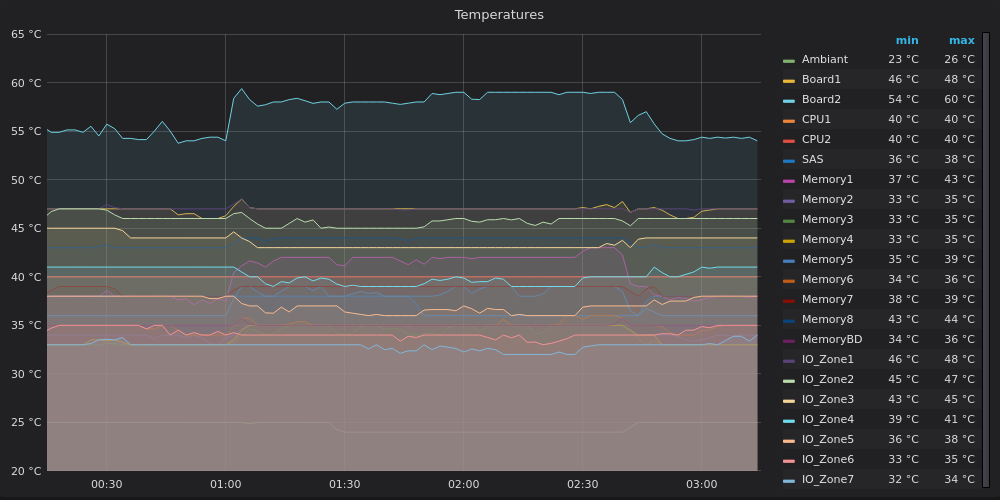 Temperatures
65 °C
60 °C
55 °C
50 °C
45 °C
40 °C
35 °C
30 °C
25 °C
20 °C
00:30 01:00 01:30 02:00 02:30 03:00
min max
Ambiant 23 °C 26 °C
Board1 46 °C 48 °C
Board2 54 °C 60 °C
CPU1 40 °C 40 °C
CPU2 40 °C 40 °C
SAS 36 °C 38 °C
Memory1 37 °C 43 °C
Memory2 33 °C 35 °C
Memory3 33 °C 35 °C
Memory4 33 °C 35 °C
Memory5 35 °C 39 °C
Memory6 34 °C 36 °C
Memory7 38 °C 39 °C
Memory8 43 °C 44 °C
MemoryBD 34 °C 36 °C
IO_Zone1 46 °C 48 °C
IO_Zone2 45 °C 47 °C
IO_Zone3 43 °C 45 °C
IO_Zone4 39 °C 41 °C
IO_Zone5 36 °C 38 °C
IO_Zone6 33 °C 35 °C
IO_Zone7 32 °C 34 °C